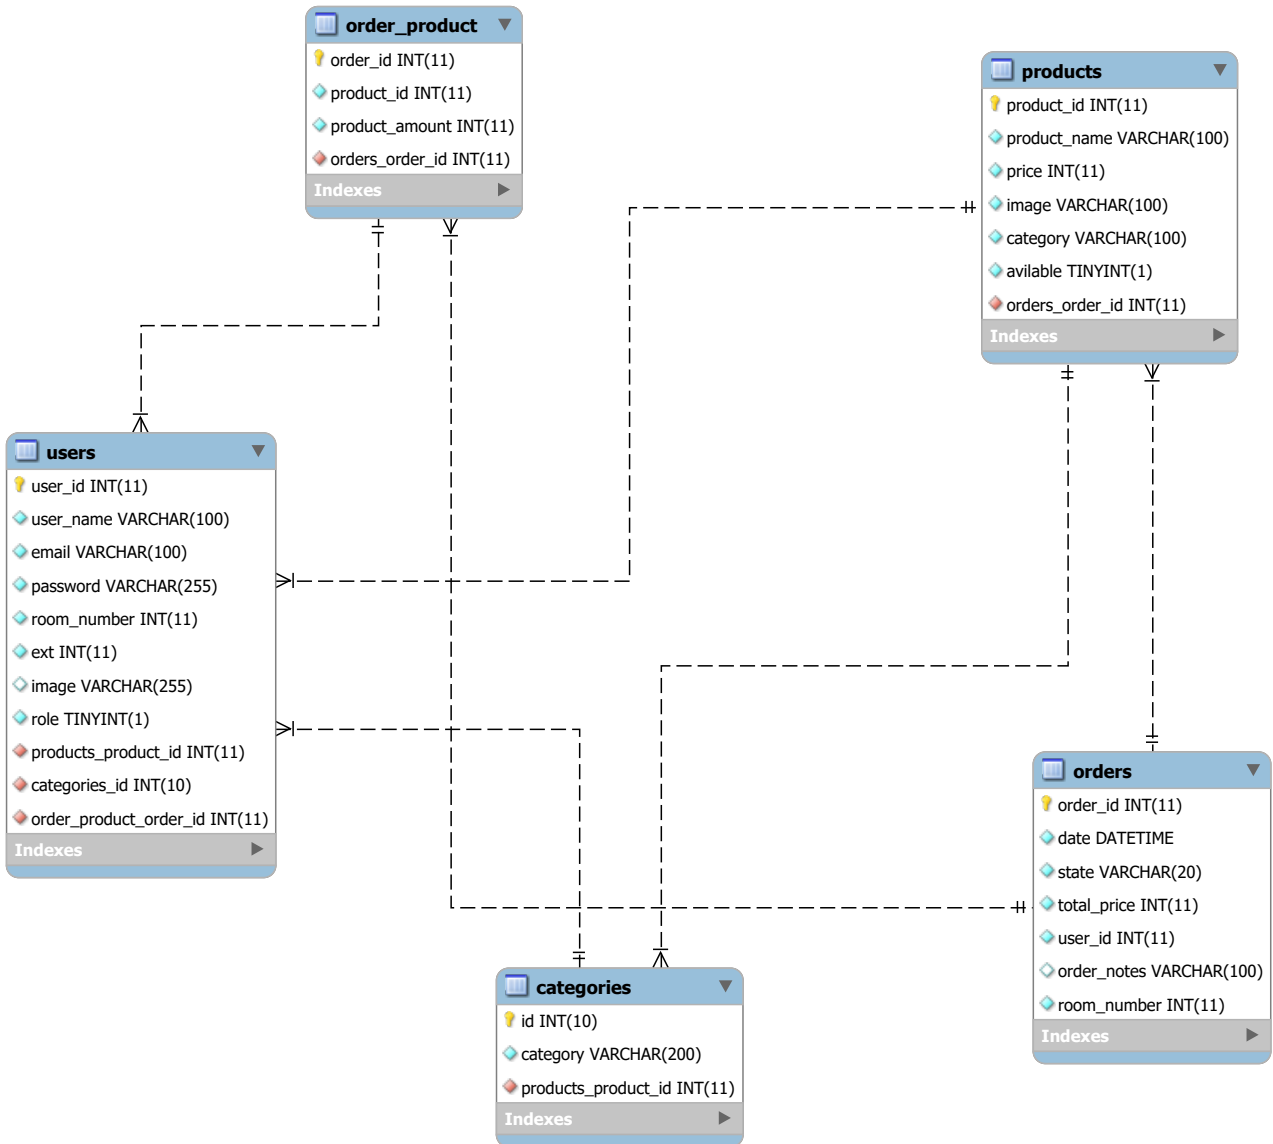 order_product
order_id INT(11)
product_id INT(11)
product_amount INT(11)
orders_order_id INT(11)
Indexes
products
product_id INT(11)
product_name VARCHAR(100)
price INT(11)
image VARCHAR(100)
category VARCHAR(100)
avilable TINYINT(1)
orders_order_id INT(11)
Indexes
users
user_id INT(11)
user_name VARCHAR(100)
email VARCHAR(100)
password VARCHAR(255)
room_number INT(11)
ext INT(11)
image VARCHAR(255)
role TINYINT(1)
products_product_id INT(11)
categories_id INT(10)
order_product_order_id INT(11)
Indexes
orders
order_id INT(11)
date DATETIME
state VARCHAR(20)
total_price INT(11)
user_id INT(11)
order_notes VARCHAR(100)
room_number INT(11)
Indexes
categories
id INT(10)
category VARCHAR(200)
products_product_id INT(11)
Indexes